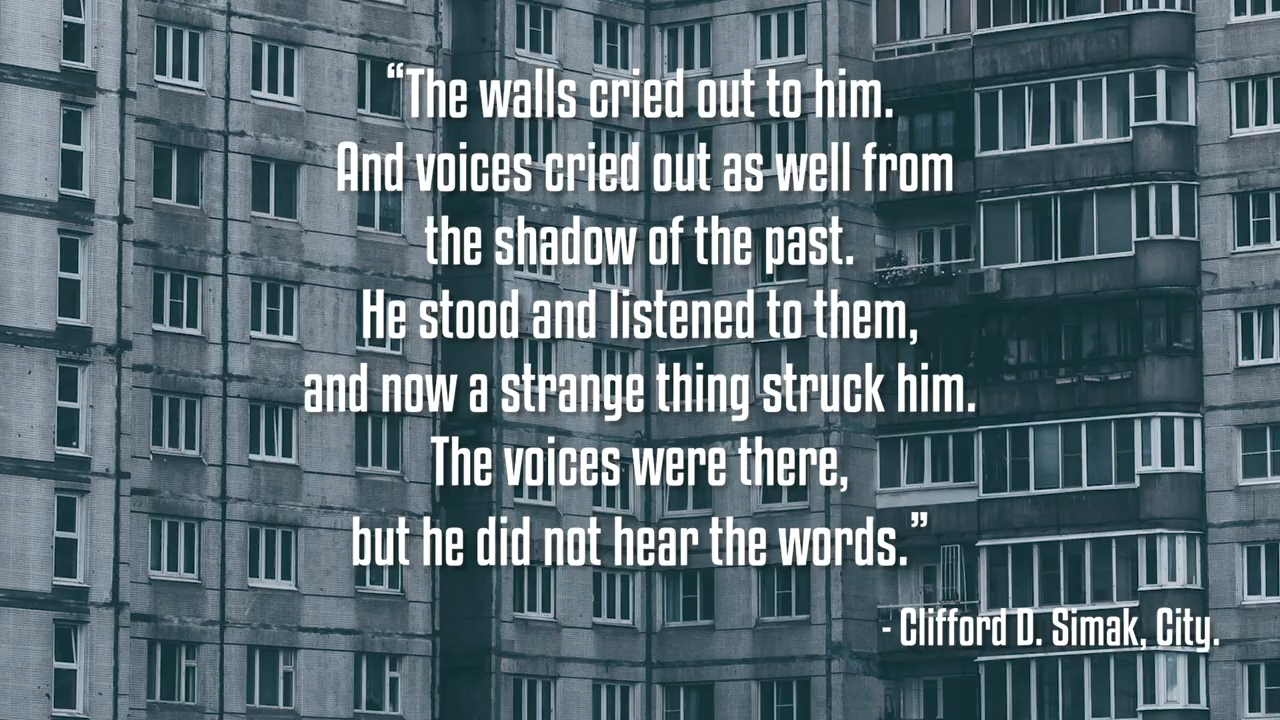 “The walls cried out to him.
And voices cried out as well from
the shadow of the past.
He stood and listened to them,
and now a strange thing struck him.
The voices were there,
but he did not hear the words.”
- Clifford D. Simak, City.